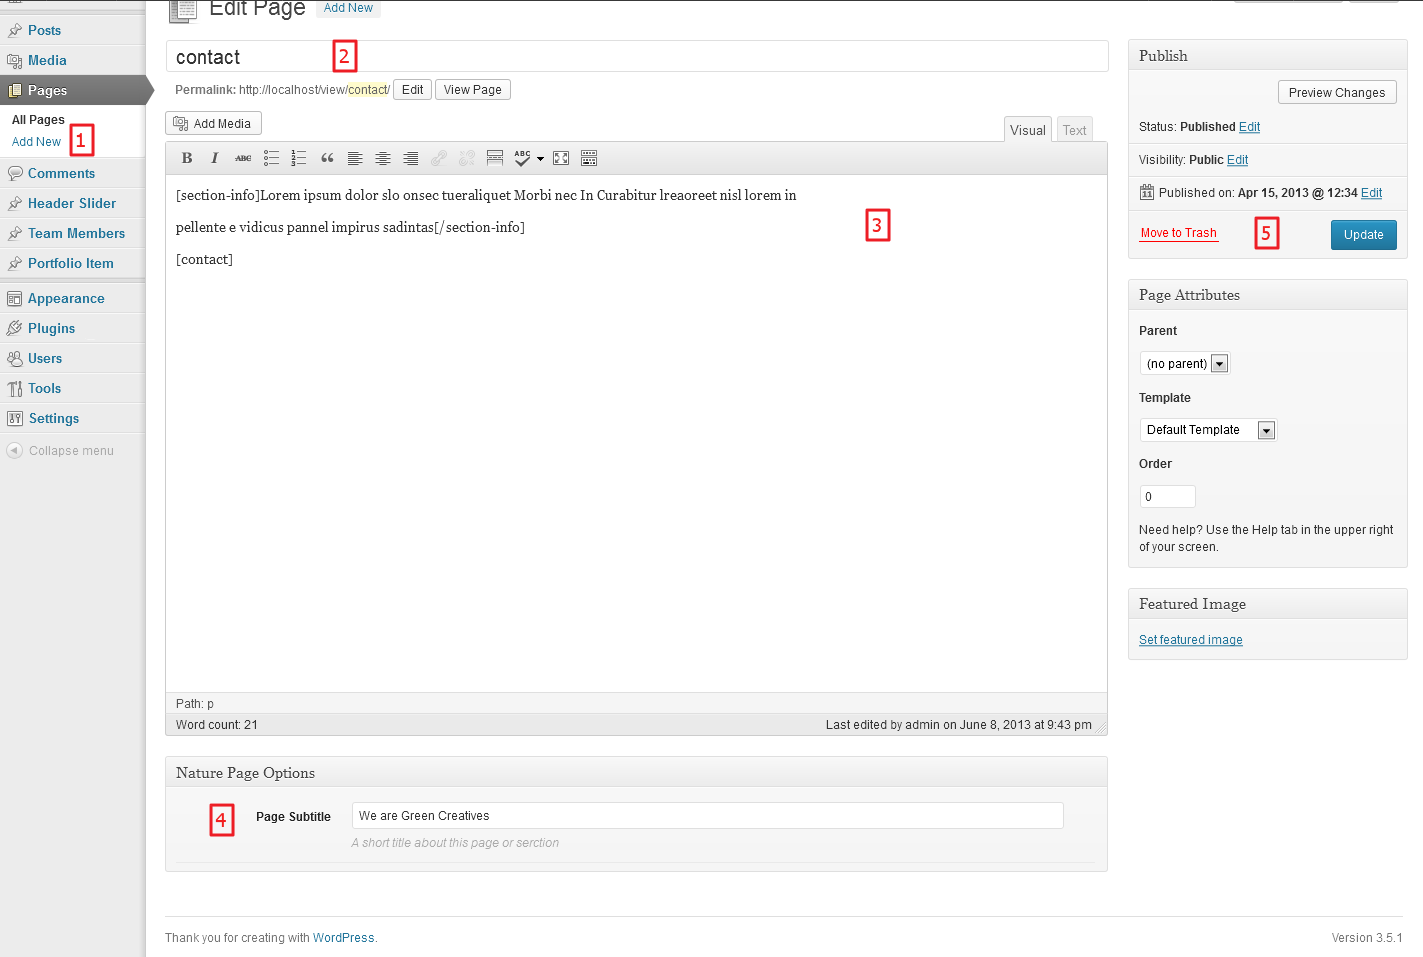 Posts
Media
Pages
All Pages
Add New
1
Comments
Header Slider
Team Members
Portfolio Item
Appearance
Plugins
Users
Tools
Settings
Collapse menu
Edit Page Add New
contact 2
Permalink: http://localhost/view/contact/ Edit View Page
Add Media
Visual Text
B I ABC ABC
[section-info]Lorem ipsum dolor slo onsec tueraliquet Morbi nec In Curabitur lreaoreet nisl lorem in
3
pellente e vidicus pannel impirus sadintas[/section-info]
[contact]
Path: p
Word count: 21 Last edited by admin on June 8, 2013 at 9:43 pm
Nature Page Options
4 Page Subtitle We are Green Creatives
A short title about this page or serction
Publish
Preview Changes
Status: Published Edit
Visibility: Public Edit
Published on: Apr 15, 2013 @ 12:34 Edit
Move to Trash 5 Update
Page Attributes
Parent
(no parent)
Template
Default Template
Order
0
Need help? Use the Help tab in the upper right
of your screen.
Featured Image
Set featured image
Thank you for creating with WordPress. Version 3.5.1